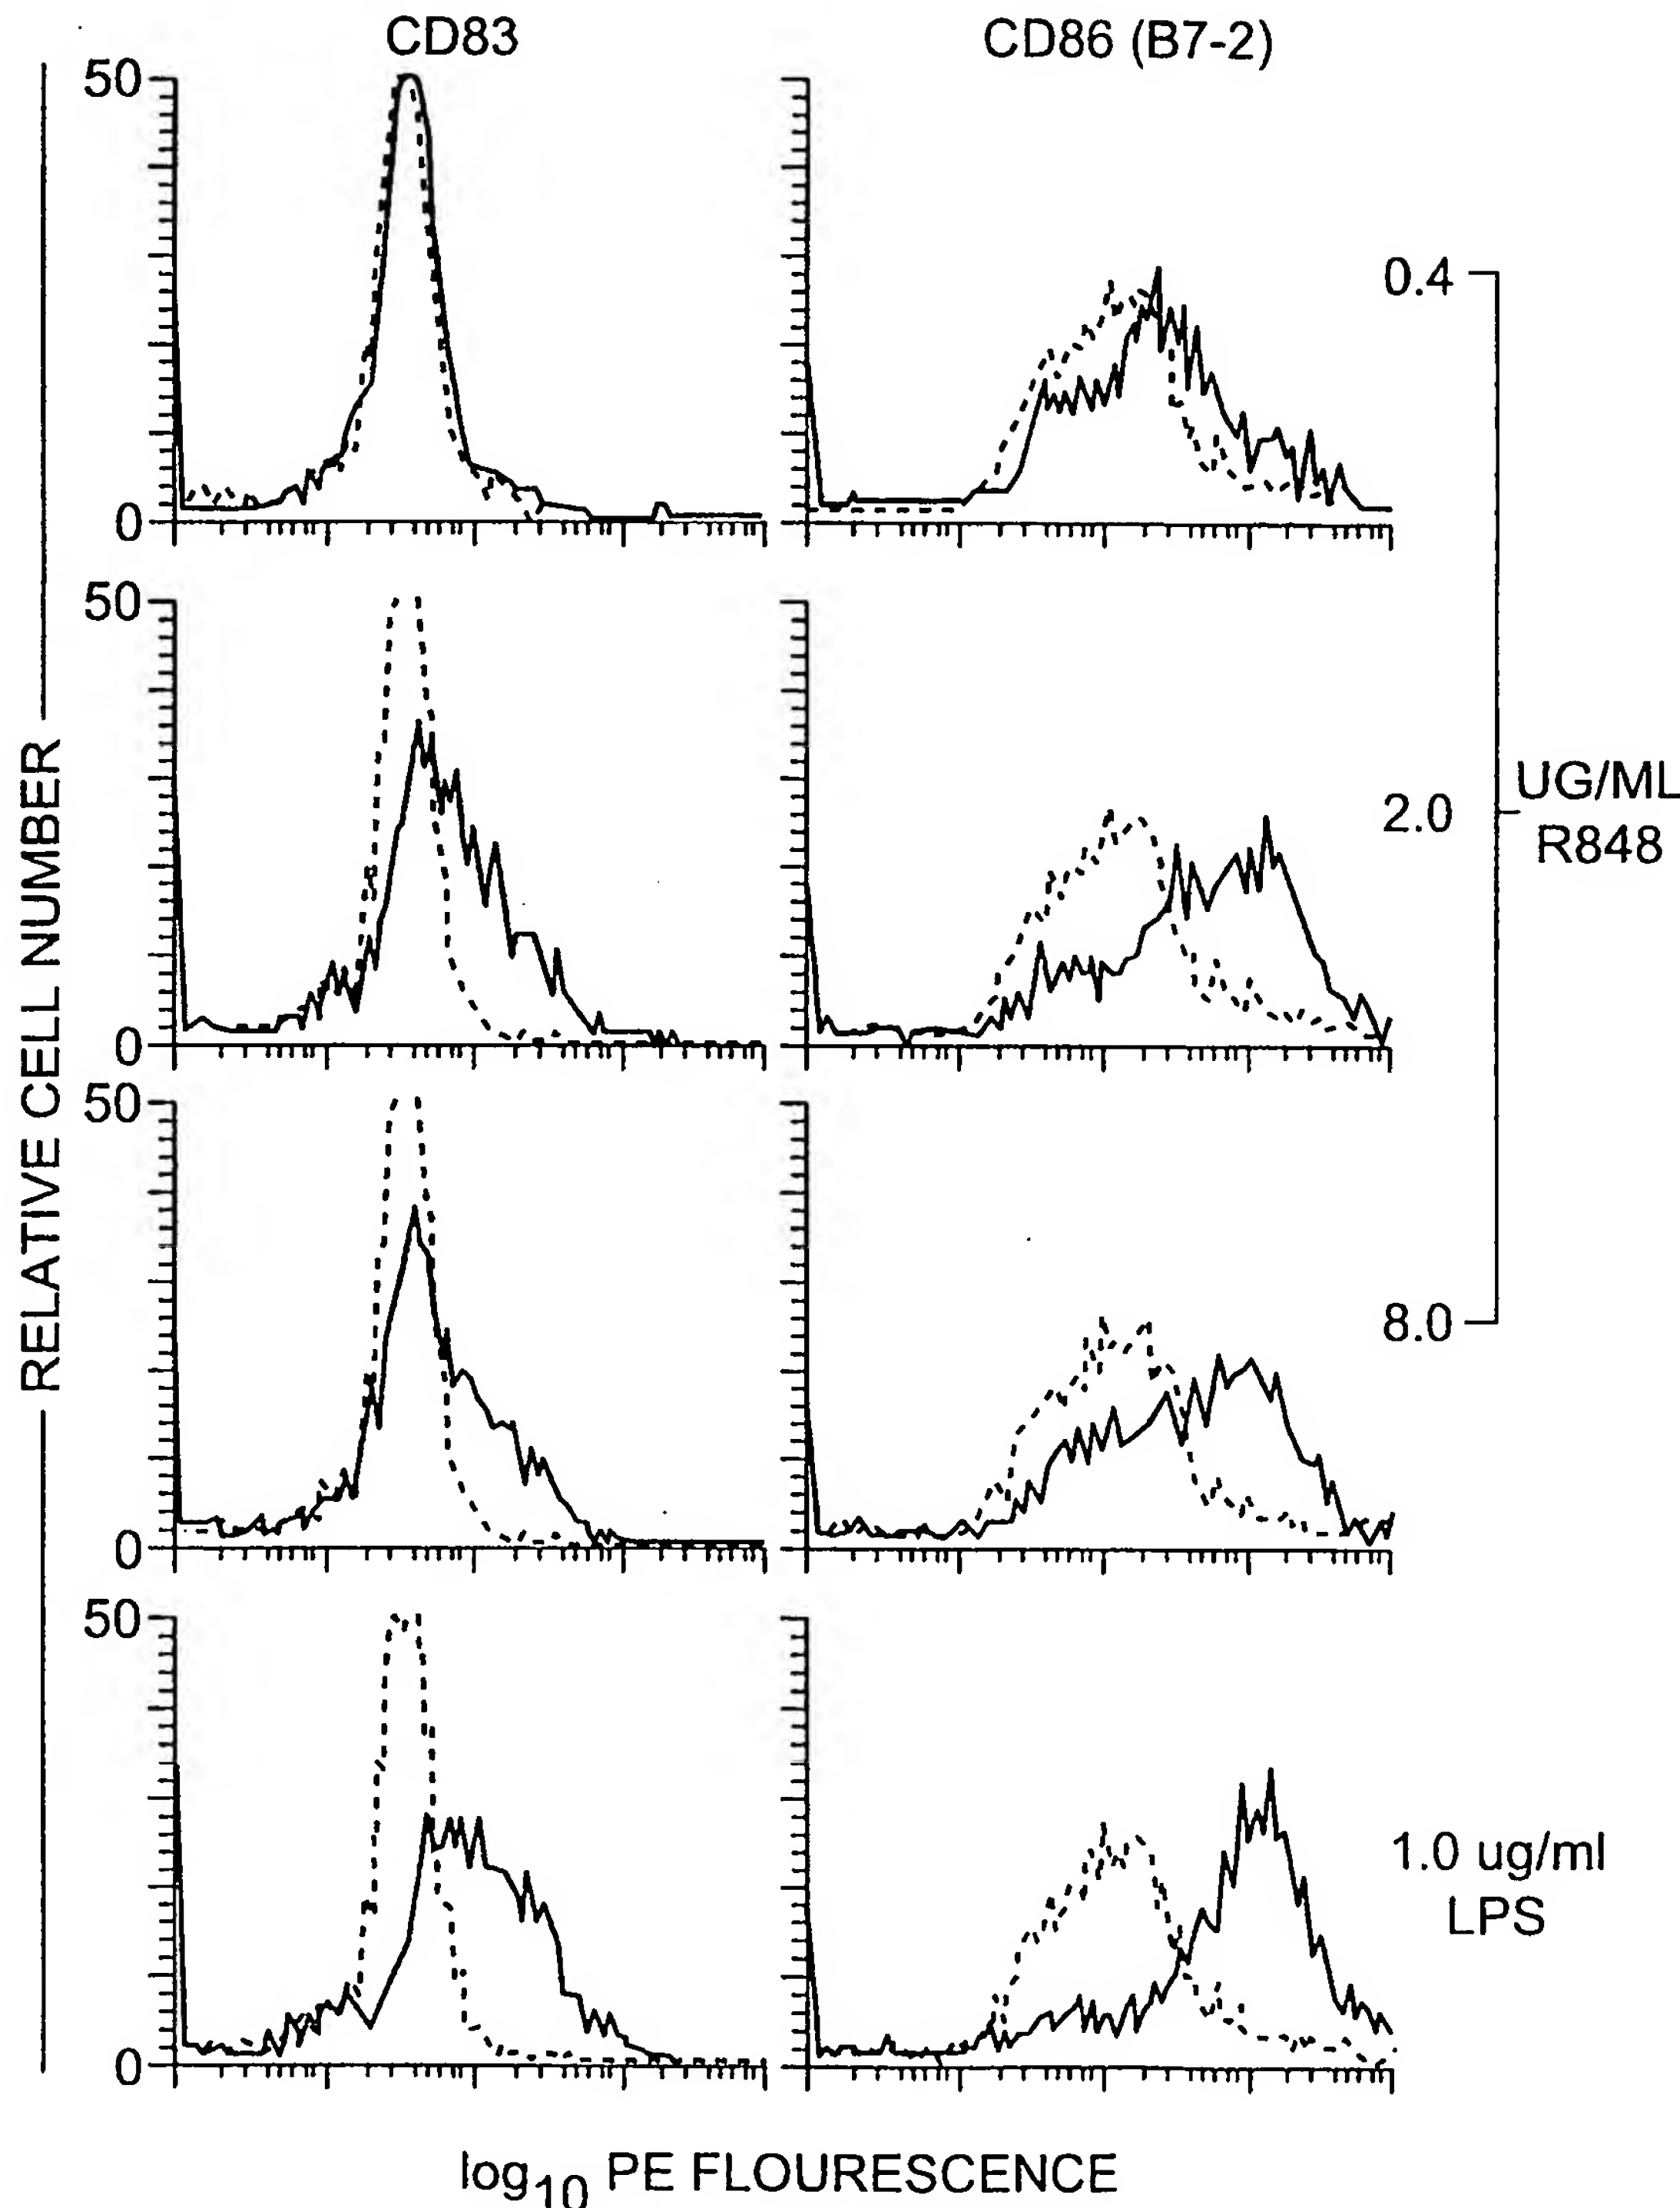 CD83
CD86 (B7-2)
50
0
0.4
50
0
2.0
UG/ML
R848
RELATIVE CELL NUMBER
50
0
8.0
50
0
1.0 ug/ml
LPS
log10 PE FLOURESCENCE